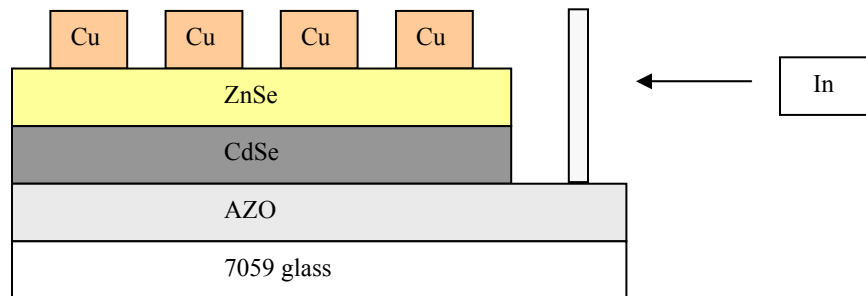 Cu Cu Cu Cu
ZnSe
In
CdSe
AZO
7059 glass